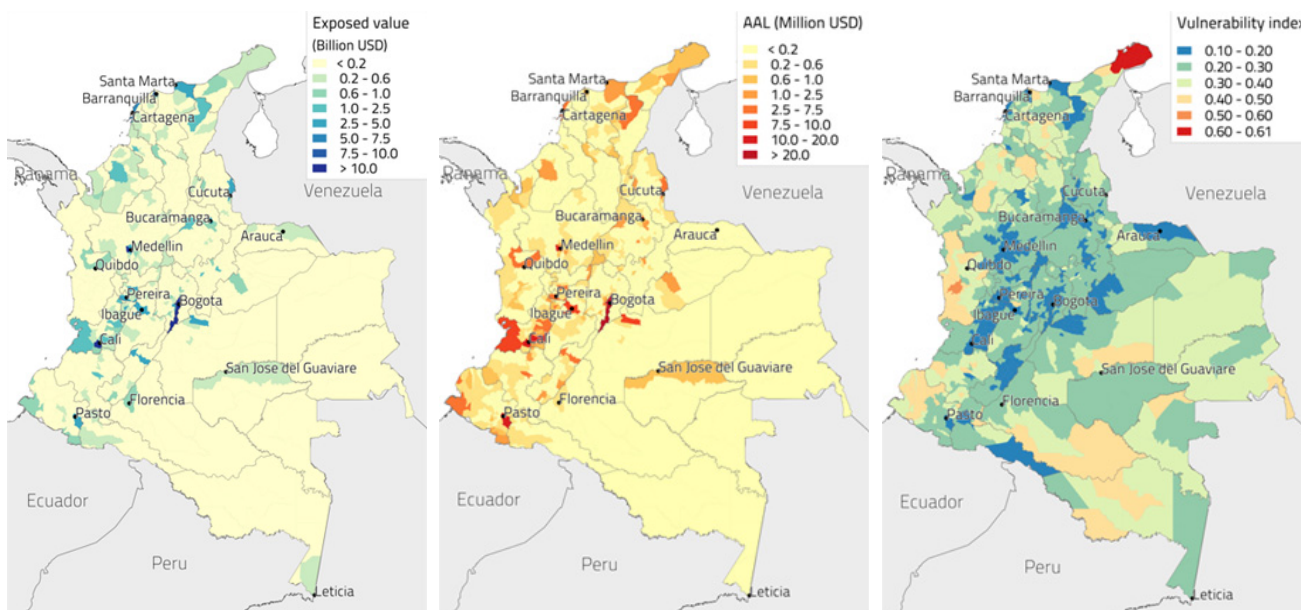 Exposed value
(Billion USD)
< 0.2
0.2 - 0.6
0.6 - 1.0
1.0 - 2.5
2.5 - 5.0
5.0 - 7.5
7.5 - 10.0
> 10.0
Santa Marta
Barranquilla
Cartagena
Panama
Venezuela
Cucuta
Bucaramanga
Arauca
Medellin
Quibdo
Pereira
Bogota
Ibague
Cali
San Jose del Guaviare
Florencia
Pasto
Ecuador
Peru
Leticia
AAL (Million USD)
< 0.2
0.2 - 0.6
0.6 - 1.0
1.0 - 2.5
2.5 - 7.5
7.5 - 10.0
10.0 - 20.0
> 20.0
Santa Marta
Barranquilla
Cartagena
Panama
Venezuela
Cucuta
Bucaramanga
Arauca
Medellin
Quibdo
Pereira
Bogota
Ibague
Cali
San Jose del Guaviare
Florencia
Pasto
Ecuador
Peru
Leticia
Vulnerability index
0.10 - 0.20
0.20 - 0.30
0.30 - 0.40
0.40 - 0.50
0.50 - 0.60
0.60 - 0.61
Santa Marta
Barranquilla
Cartagena
Panama
Venezuela
Cucuta
Bucaramanga
Arauca
Medellin
Quibdo
Pereira
Bogota
Ibague
Cali
San Jose del Guaviare
Florencia
Pasto
Ecuador
Peru
Leticia